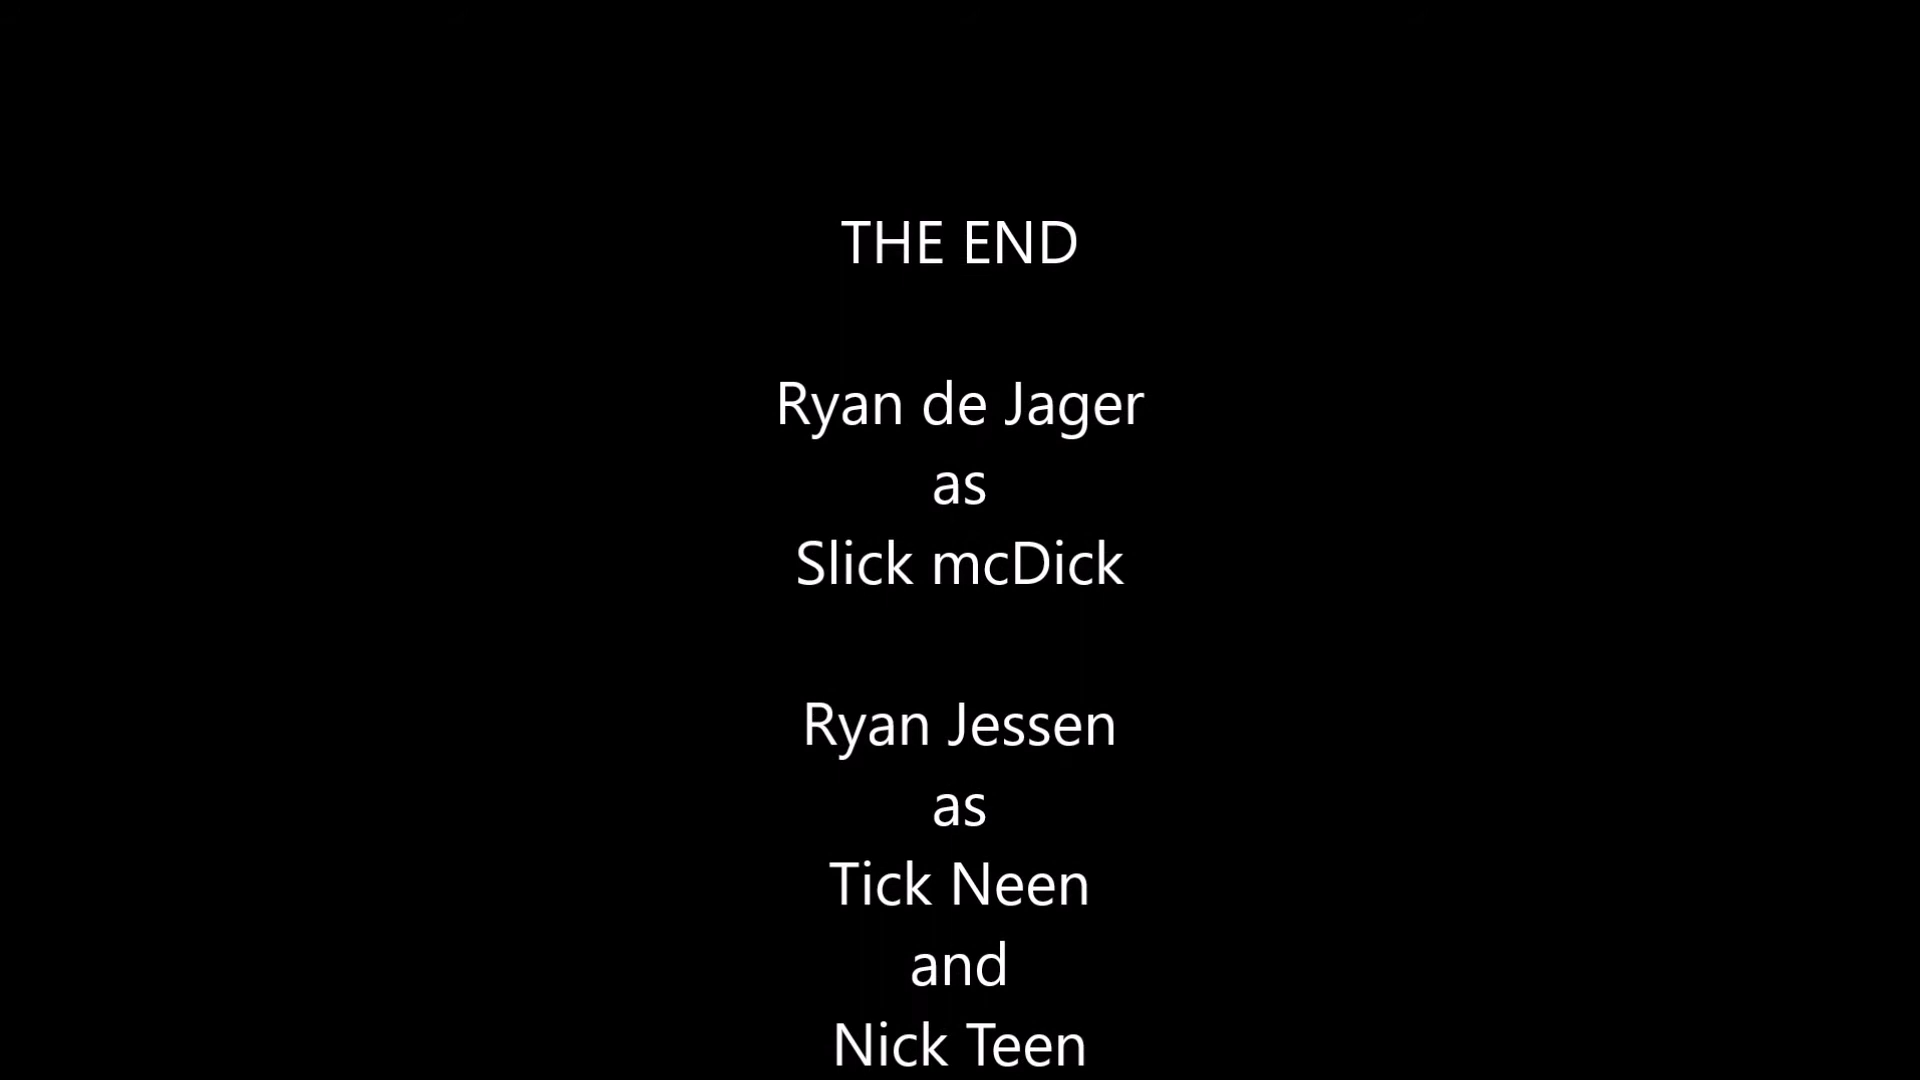 THE END
Ryan de Jager
as
Slick mcDick
Ryan Jessen
as
Tick Neen
and
Nick Teen